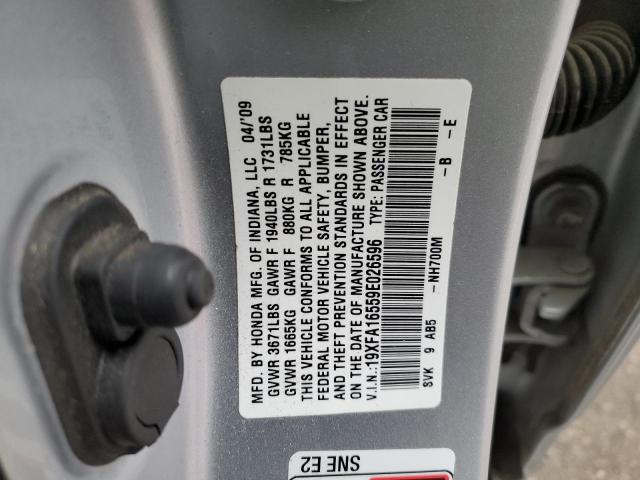 MFD. BY HONDA MFG. OF INDIANA, LLC 04/'09
GVWR 3671LBS GAWR F 1940LBS R 1731LBS
GVWR 1665KG GAWR F 880KG R 785KG
THIS VEHICLE CONFORMS TO ALL APPLICABLE
FEDERAL MOTOR VEHICLE SAFETY, BUMPER,
AND THEFT PREVENTION STANDARDS IN EFFECT
ON THE DATE OF MANUFACTURE SHOWN ABOVE.
V.I.N.:19XFA16559E026596 TYPE: PASSENGER CAR
SVK 9 AB5 -NH700M -B -E
SNE E2